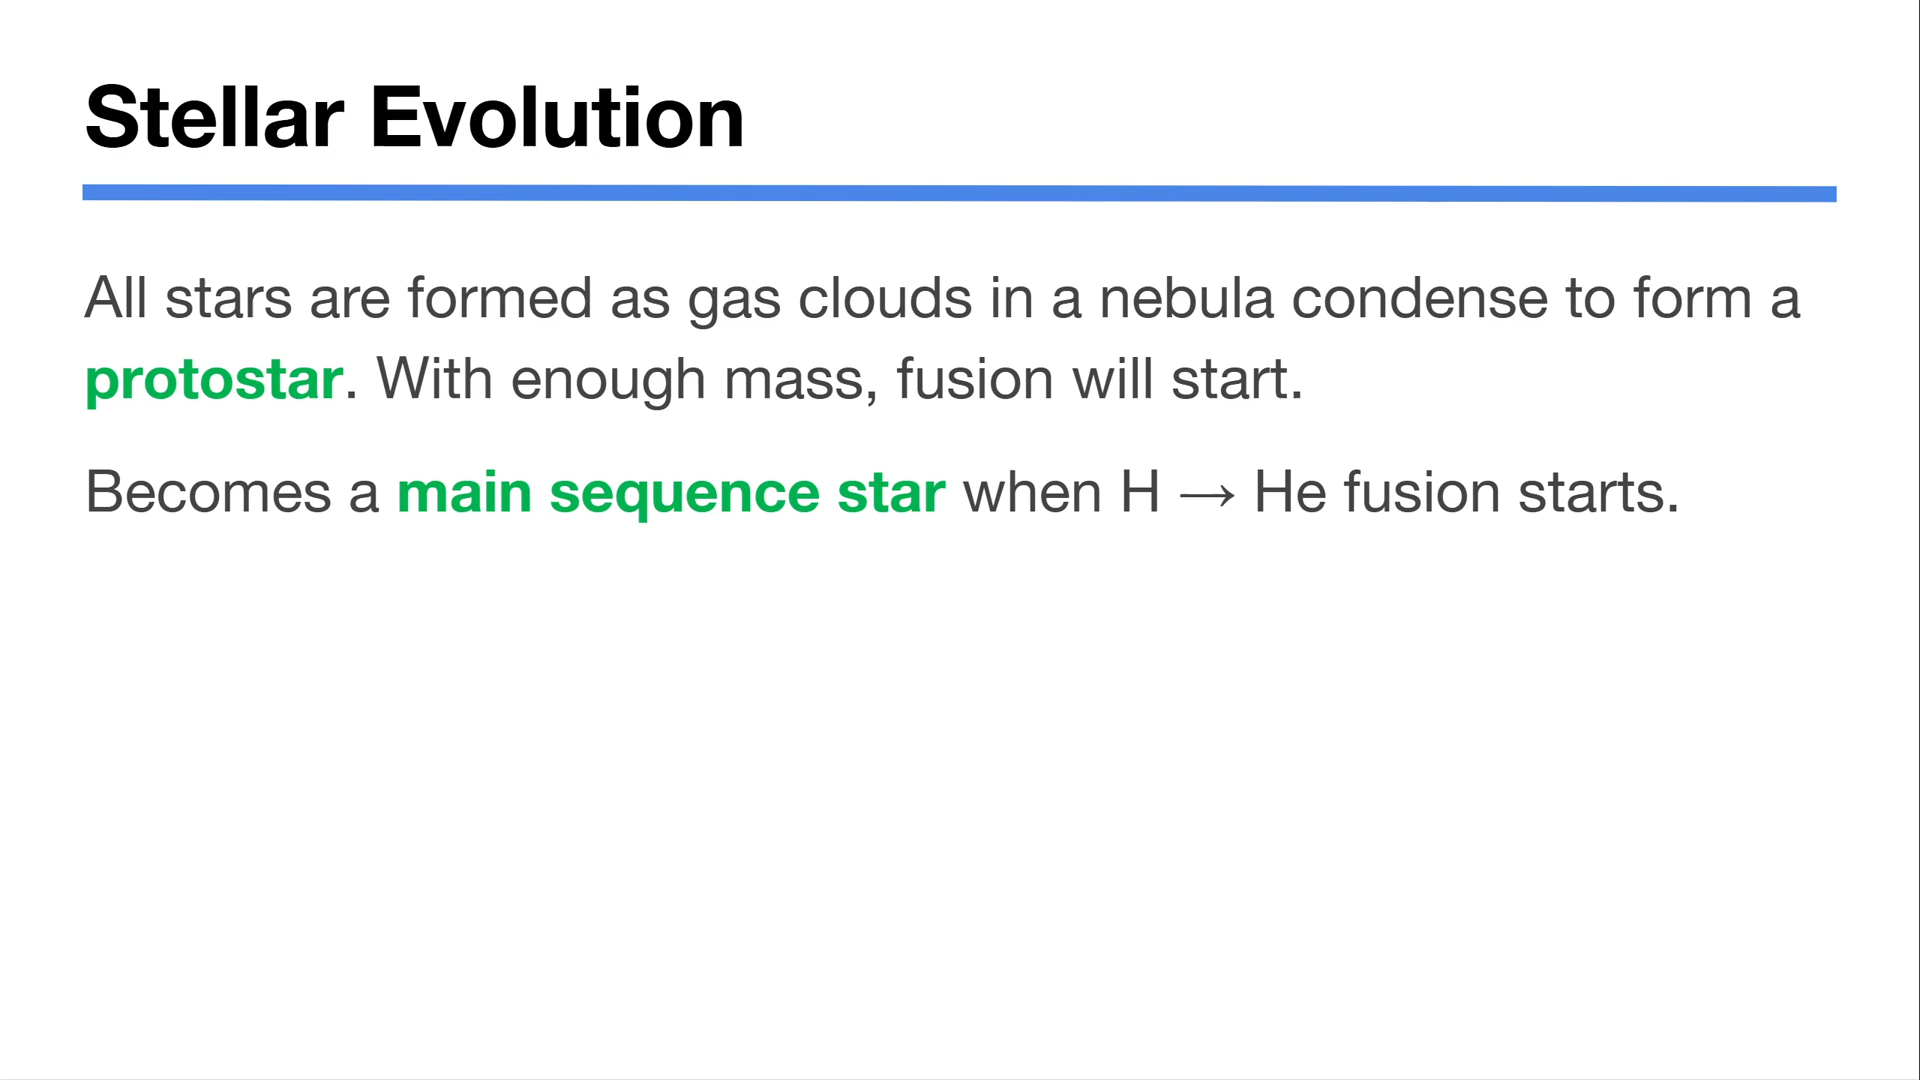 Stellar Evolution
All stars are formed as gas clouds in a nebula condense to form a
protostar. With enough mass, fusion will start.
Becomes a main sequence star when H → He fusion starts.